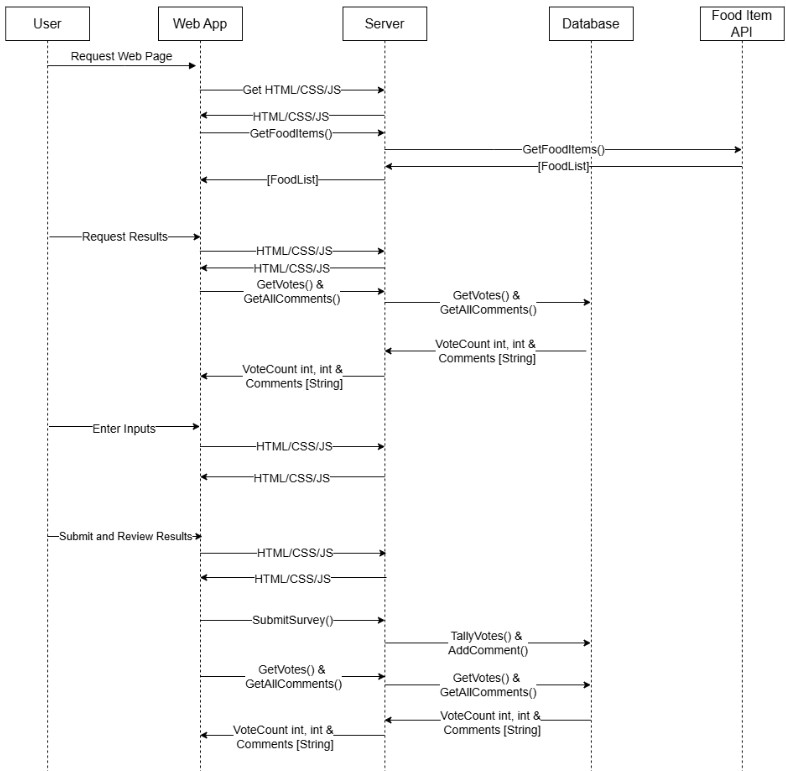 User
Web App
Server
Database
Food Item
API
Request Web Page
Get HTML/CSS/JS
HTML/CSS/JS
GetFoodItems()
GetFoodItems()
[FoodList]
[FoodList]
Request Results
HTML/CSS/JS
HTML/CSS/JS
GetVotes() &
GetAllComments()
GetVotes() &
GetAllComments()
VoteCount int, int &
Comments [String]
VoteCount int, int &
Comments [String]
Enter Inputs
HTML/CSS/JS
HTML/CSS/JS
Submit and Review Results
HTML/CSS/JS
HTML/CSS/JS
SubmitSurvey()
TallyVotes() &
AddComment()
GetVotes() &
GetAllComments()
GetVotes() &
GetAllComments()
VoteCount int, int &
Comments [String]
VoteCount int, int &
Comments [String]